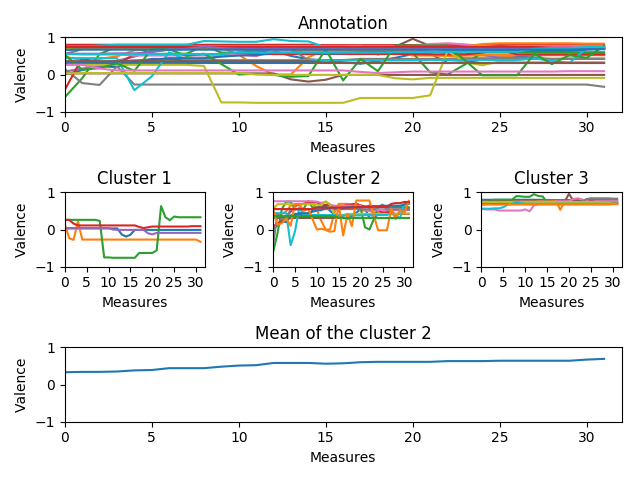 Annotation
1
0
−1
Valence
0 5 10 15 20 25 30
Measures
Cluster 1 Cluster 2 Cluster 3
1 1 1
0 0 0
−1 −1 −1
Valence Valence Valence
0 5 10 15 20 25 30 0 5 10 15 20 25 30 0 5 10 15 20 25 30
Measures Measures Measures
Mean of the cluster 2
1
0
−1
Valence
0 5 10 15 20 25 30
Measures